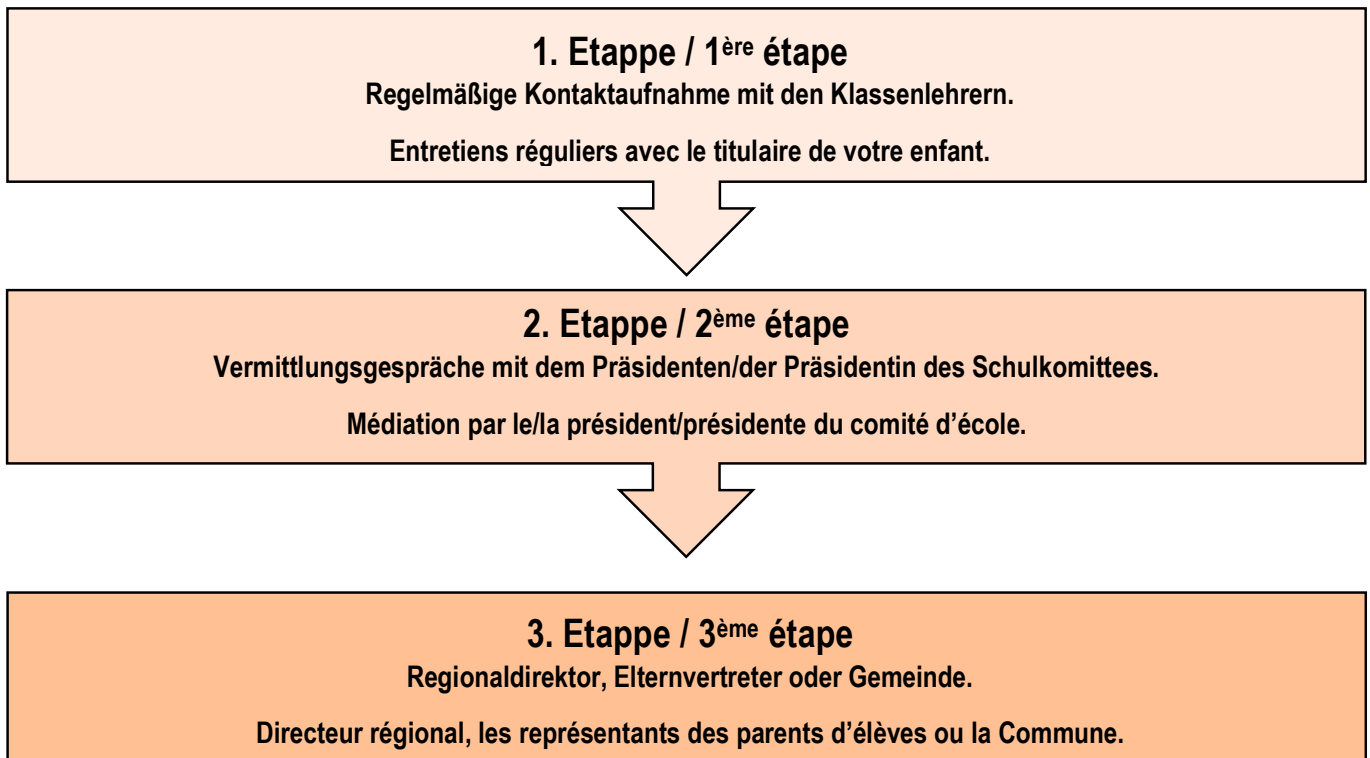 1. Etappe / 1ère étape
Regelmäßige Kontaktaufnahme mit den Klassenlehrern.
Entretiens réguliers avec le titulaire de votre enfant.
2. Etappe / 2ème étape
Vermittlungsgespräche mit dem Präsidenten/der Präsidentin des Schulkomittees.
Médiation par le/la président/présidente du comité d’école.
3. Etappe / 3ème étape
Regionaldirektor, Elternvertreter oder Gemeinde.
Directeur régional, les représentants des parents d’élèves ou la Commune.